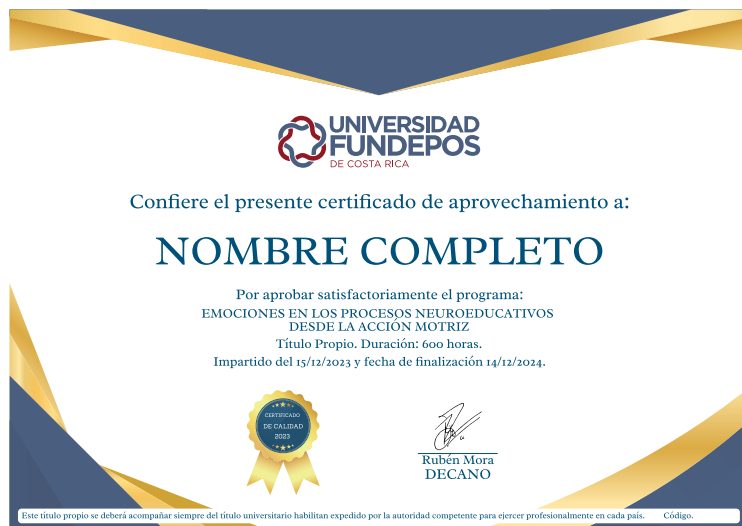 UNIVERSIDAD
FUNDEPOS
DE COSTA RICA
Confiere el presente certificado de aprovechamiento a:
NOMBRE COMPLETO
Por aprobar satisfactoriamente el programa:
EMOCIONES EN LOS PROCESOS NEUROEDUCATIVOS
DESDE LA ACCIÓN MOTRIZ
Título Propio. Duración: 600 horas.
Impartido del 15/12/2023 y fecha de finalización 14/12/2024.
CERTIFICADO
DE CALIDAD
2023
Rubén Mora
DECANO
Este titulo propio se deberá acompañar siempre del título universitario habilitan expedido por la autoridad competente para ejercer profesionalmente en cada país. Código.